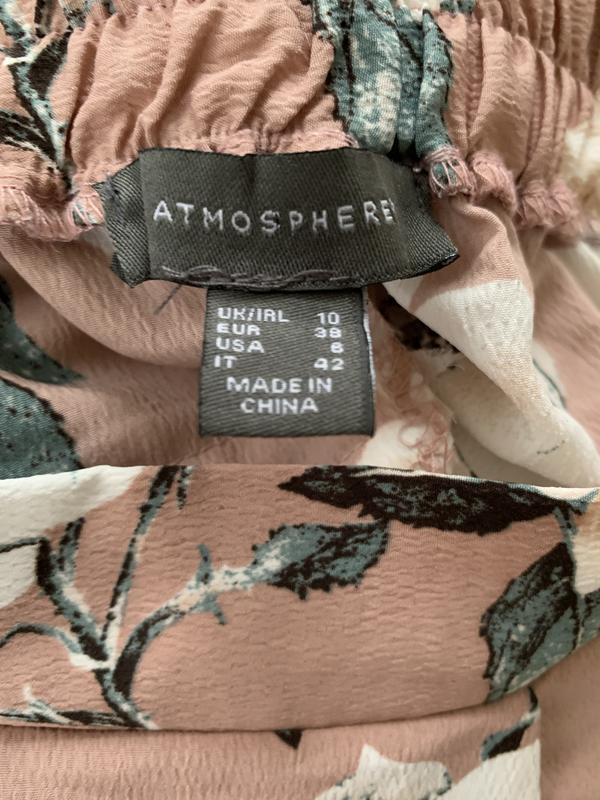 ATMOSPHERE
UK/IRL 10
EUR 38
USA 6
IT 42
MADE IN
CHINA